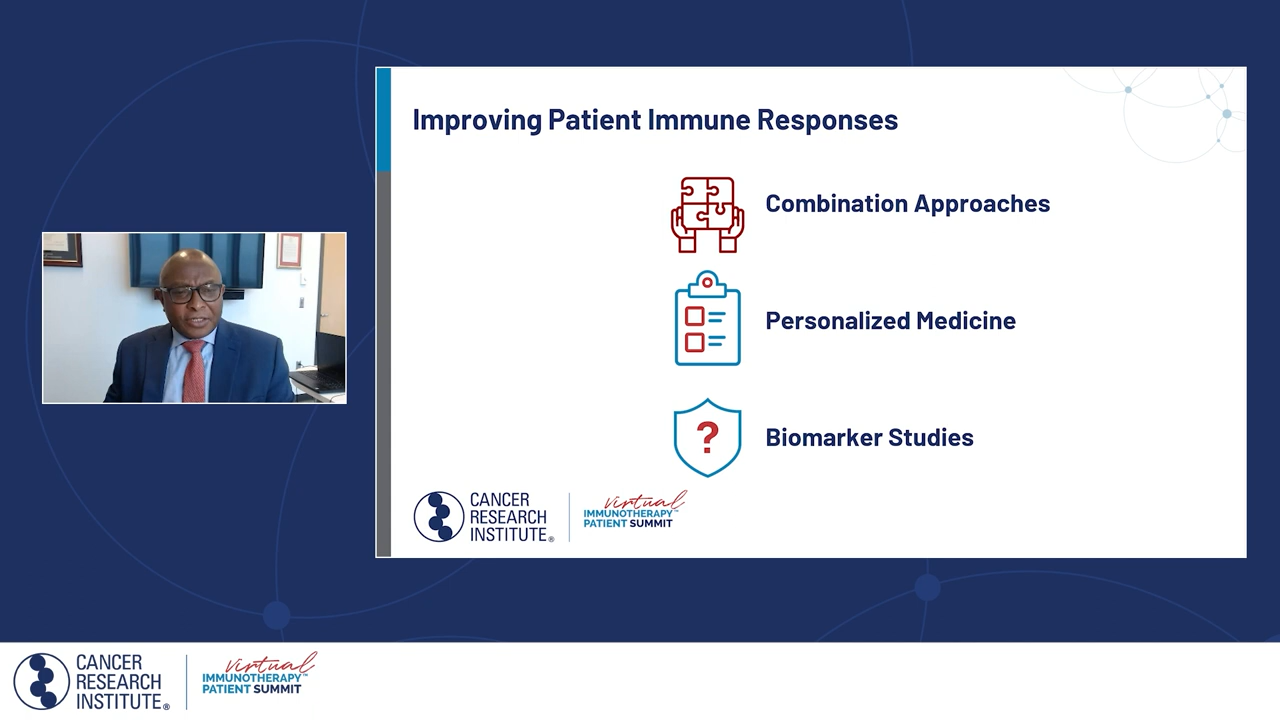 Improving Patient Immune Responses
Combination Approaches
Personalized Medicine
?
Biomarker Studies
CANCER
RESEARCH
INSTITUTE®
virtual
IMMUNOTHERAPY™
PATIENT SUMMIT
CANCER
RESEARCH
INSTITUTE®
virtual
IMMUNOTHERAPY™
PATIENT SUMMIT